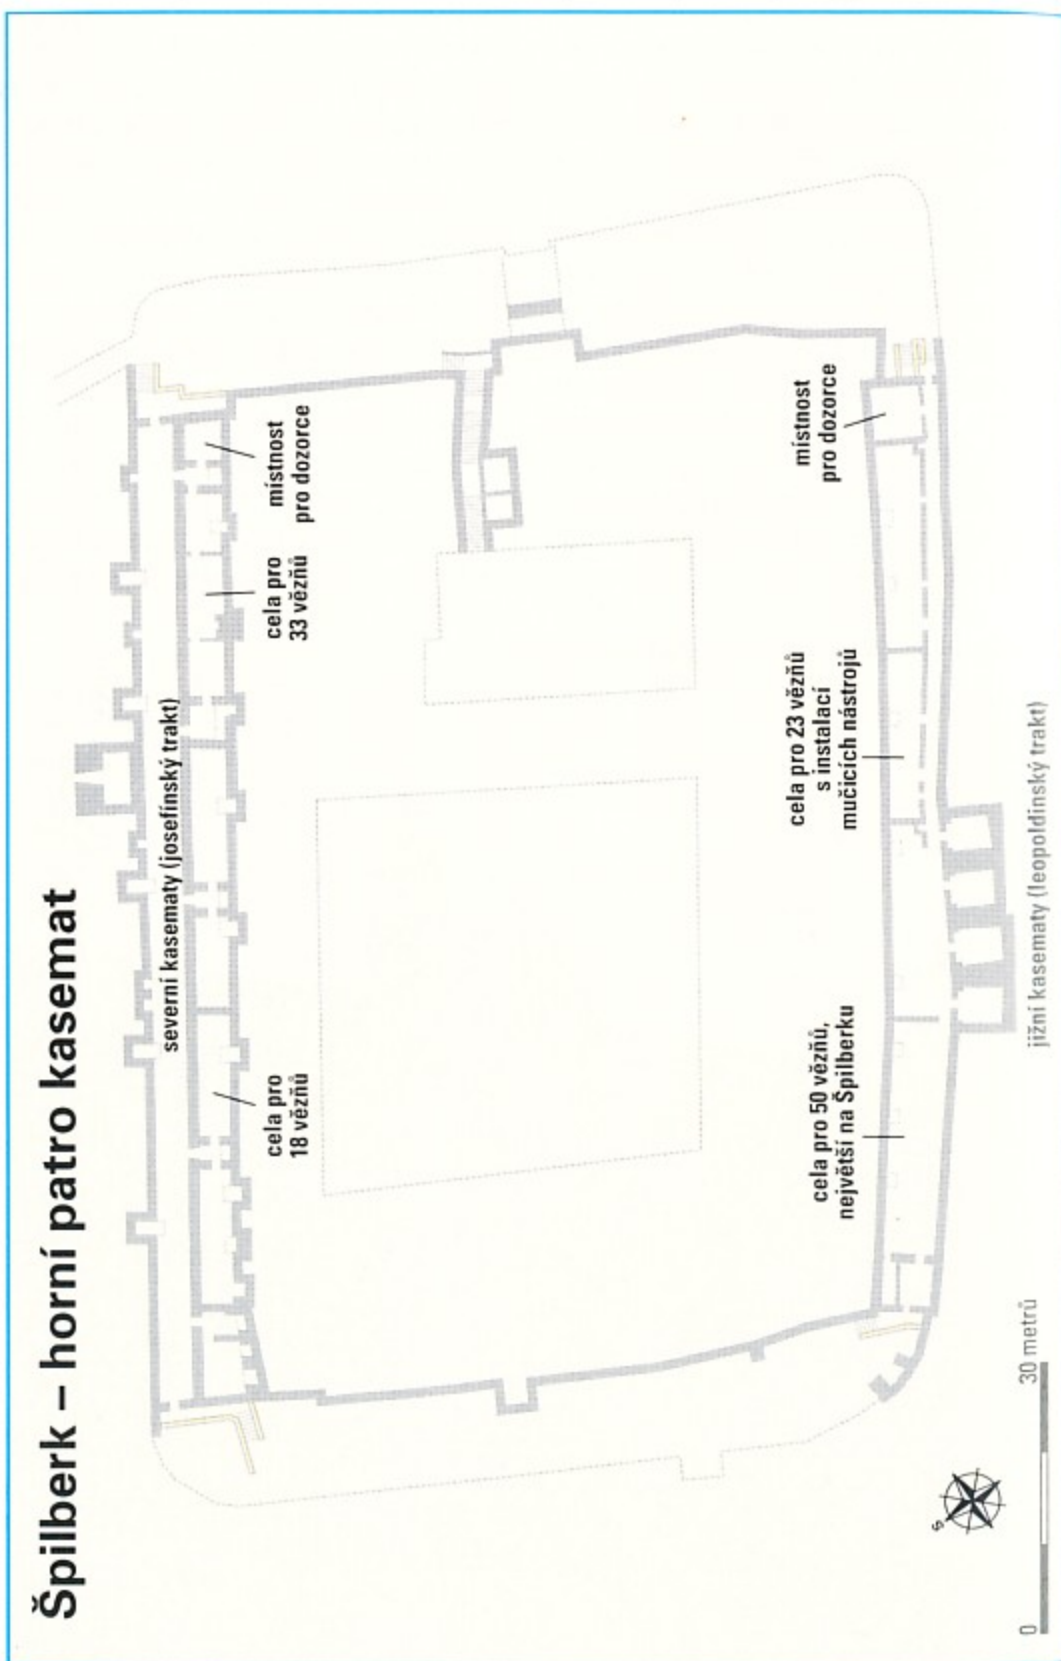 Špilberk – horní patro kasemat
severní kasematy (josefínský trakt)
cela pro
18 vězňů
cela pro
33 vězňů
místnost
pro dozorce
cela pro 50 vězňů,
největší na Špilberku
cela pro 23 vězňů
s instalací
mučicích nástrojů
místnost
pro dozorce
S
0
30 metrů
jižní kasematy (leopoldinský trakt)